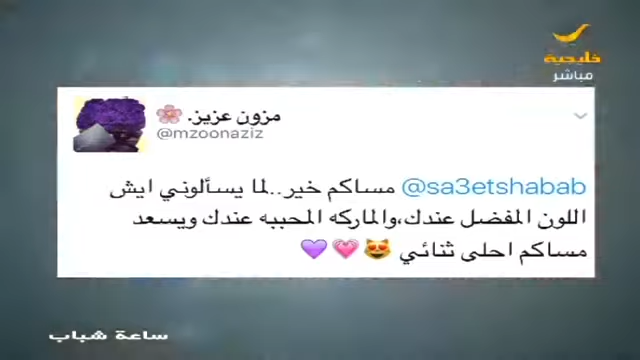 خليجية
مباشر
مزون عزيز. 🌸
@mzoonaziz
@sa3etshabab مساكم خير..لما يسألوني ايش
اللون المفضل عندك،والماركه المحببه عندك ويسعد
مساكم احلى ثنائي 😻💗💜
ساعة شباب